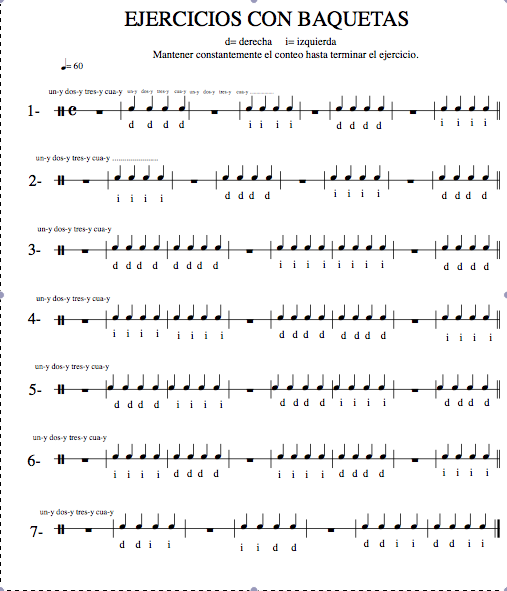 EJERCICIOS CON BAQUETAS
d= derecha i= izquierda
Mantener constantemente el conteo hasta terminar el ejercicio.
= 60
un-y dos-y tres-y cua-y un-y dos-y tres-y cua-y un-y dos-y tres-y cua-y ................
1-
d d d d i i i i d d d d i i i i
un-y dos-y tres-y cua-y ........................
2-
i i i i d d d d i i i i d d d d
un-y dos-y tres-y cua-y
3-
d d d d d d d d i i i i i i i i d d d d
un-y dos-y tres-y cua-y
4-
i i i i i i i i d d d d d d d d i i i i
un-y dos-y tres-y cua-y
5-
d d d d i i i i d d d d i i i i d d d d
un-y dos-y tres-y cua-y
6-
i i i i d d d d i i i i d d d d i i i i
un-y dos-y tres-y cua-y
7-
d d i i i i d d d d i i d d i i